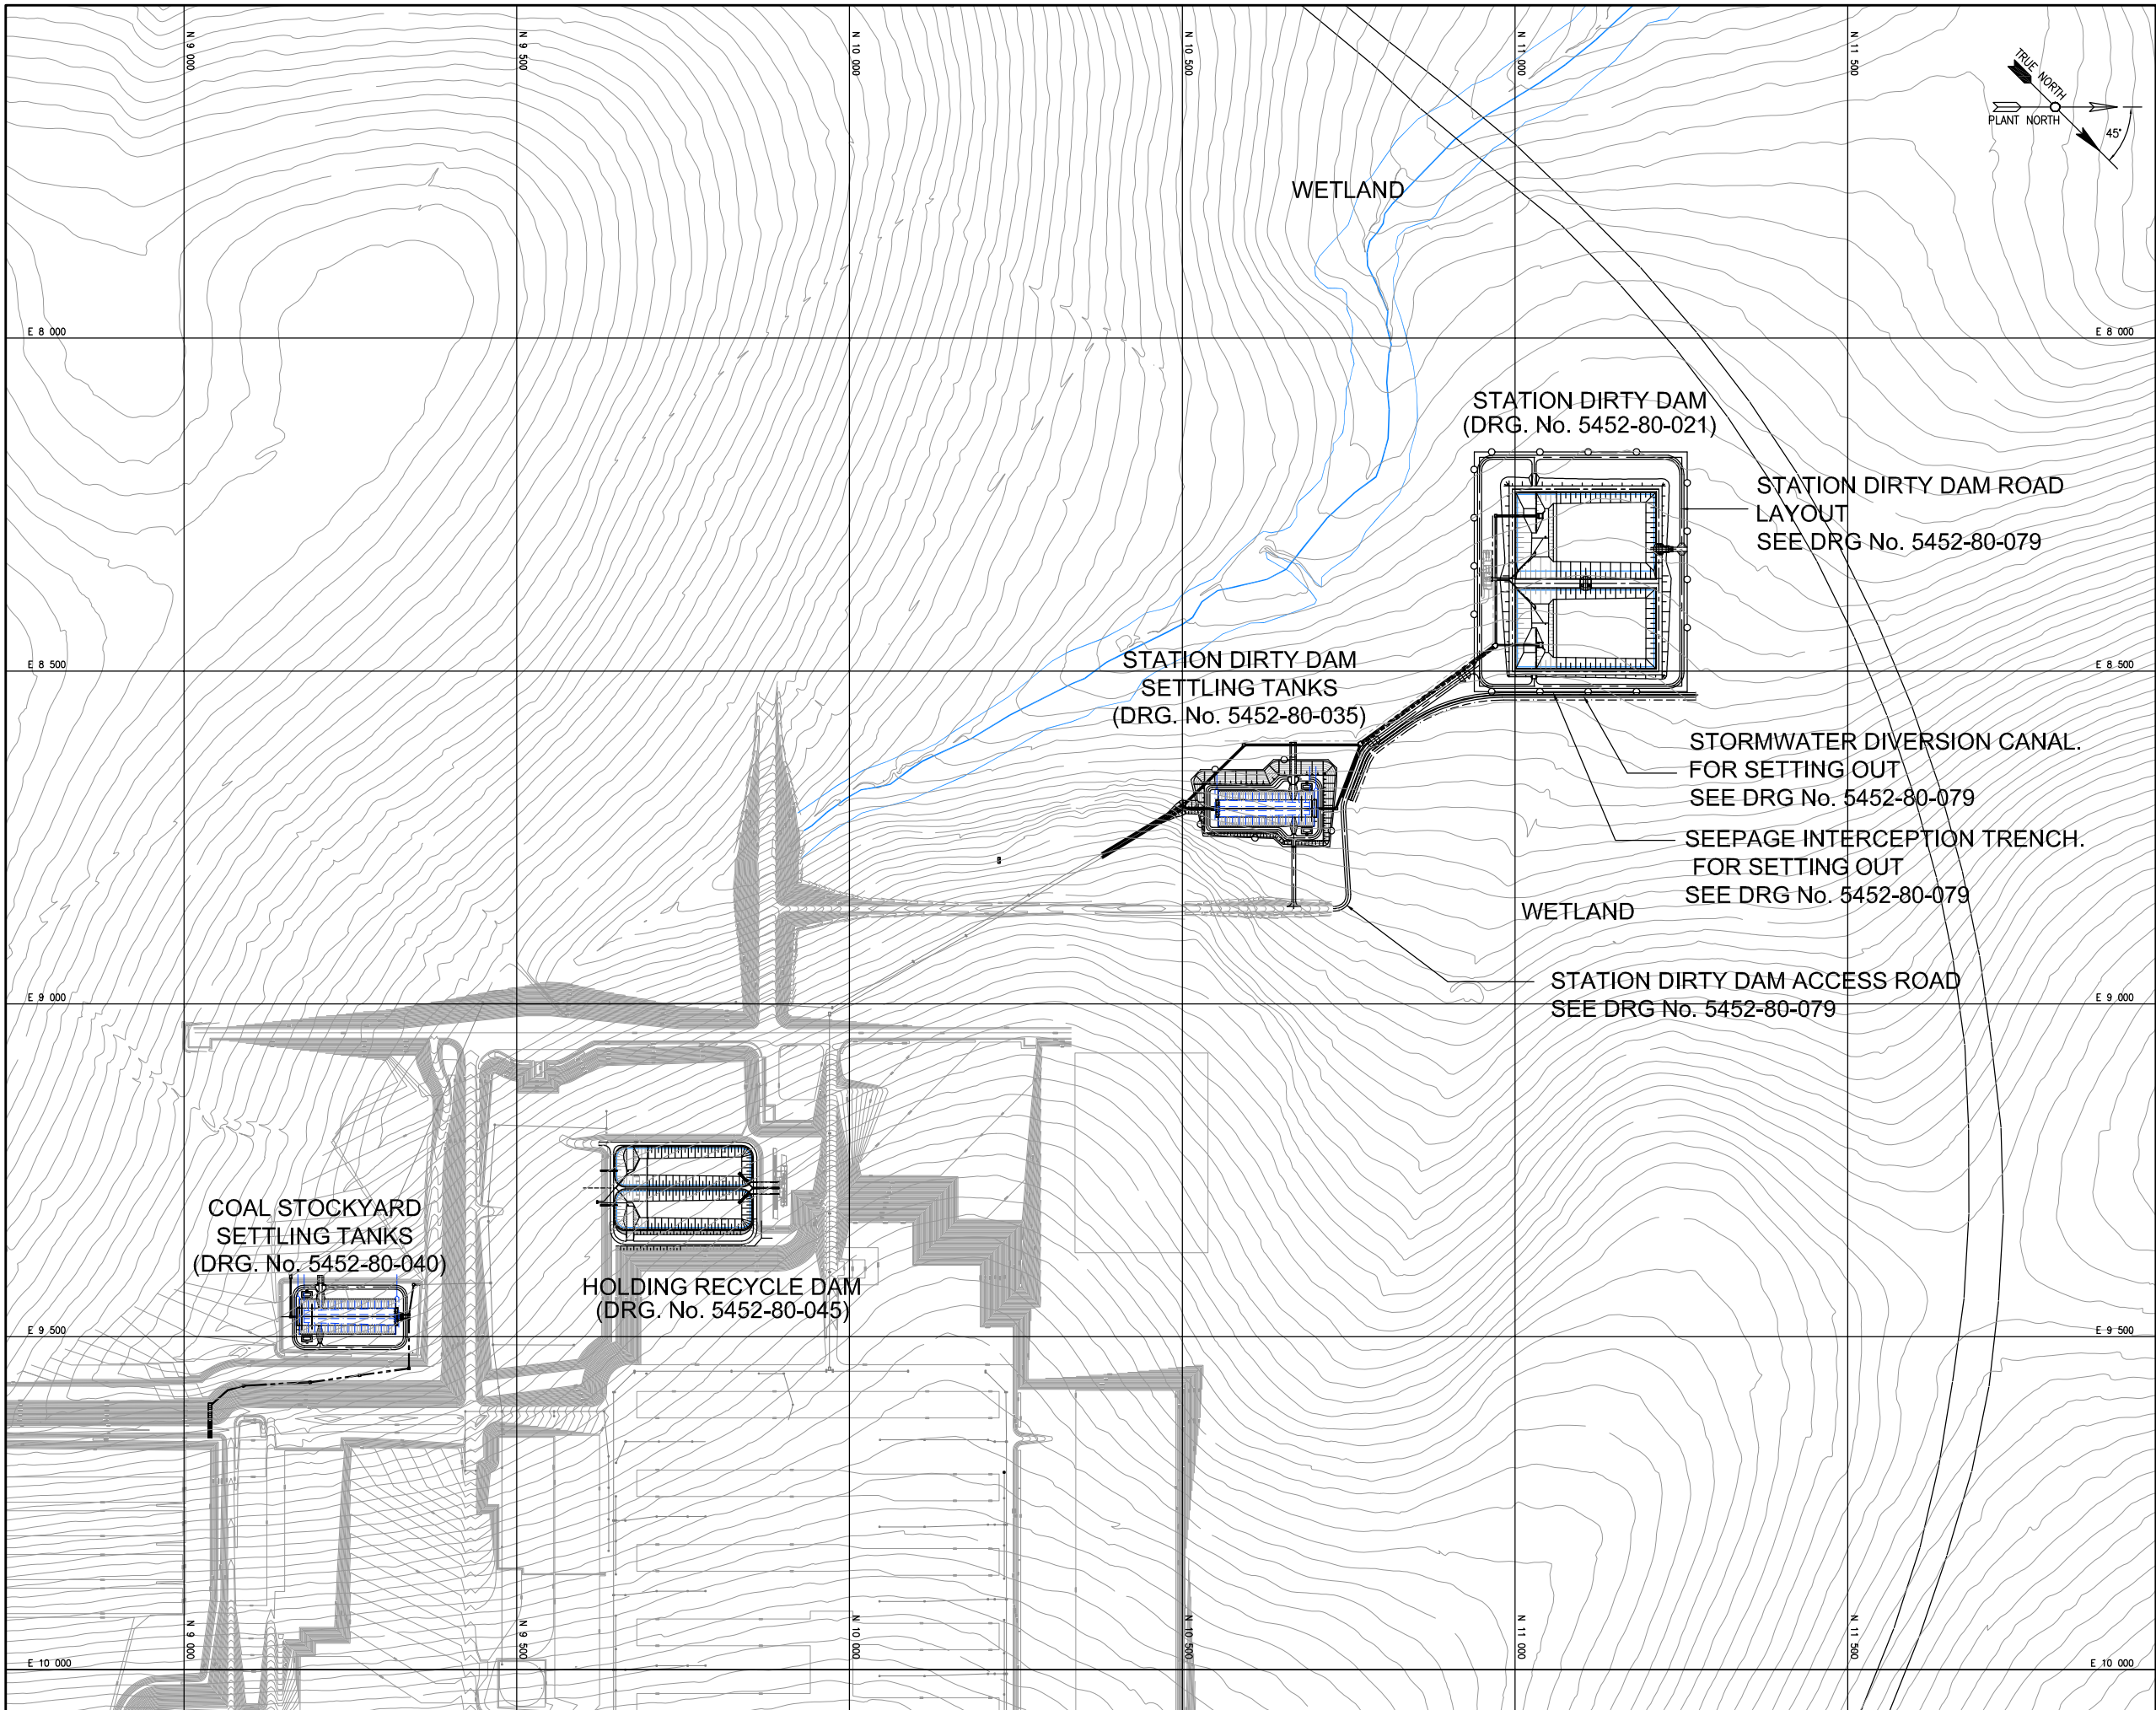 N 9 000
N 9 500
N 10 000
N 10 500
N 11 000
N 11 500
TRUE NORTH
PLANT NORTH
45°
WETLAND
E 8 000
E 8 000
STATION DIRTY DAM
(DRG. No. 5452-80-021)
STATION DIRTY DAM ROAD
LAYOUT
SEE DRG No. 5452-80-079
E 8 500
E 8 500
STATION DIRTY DAM
SETTLING TANKS
(DRG. No. 5452-80-035)
STORMWATER DIVERSION CANAL.
FOR SETTING OUT
SEE DRG No. 5452-80-079
SEEPAGE INTERCEPTION TRENCH.
FOR SETTING OUT
SEE DRG No. 5452-80-079
WETLAND
STATION DIRTY DAM ACCESS ROAD
SEE DRG No. 5452-80-079
E 9 000
E 9 000
COAL STOCKYARD
SETTLING TANKS
(DRG. No. 5452-80-040)
HOLDING RECYCLE DAM
(DRG. No. 5452-80-045)
E 9 500
E 9 500
N 9 000
N 9 500
N 10 000
N 10 500
N 11 000
N 11 500
E 10 000
E 10 000